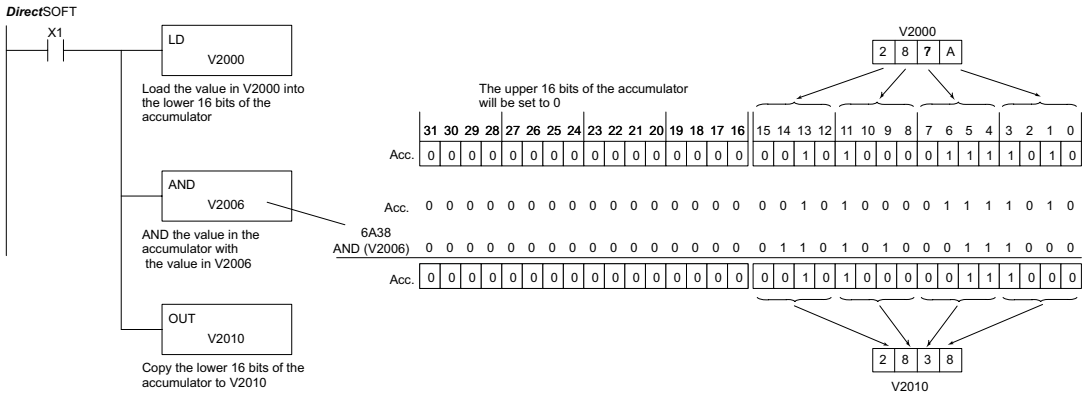 DirectSOFT
X1
LD
V2000
Load the value in V2000 into
the lower 16 bits of the
accumulator
AND
V2006
AND the value in the
accumulator with
the value in V2006
OUT
V2010
Copy the lower 16 bits of the
accumulator to V2010
V2000
2 8 7 A
The upper 16 bits of the accumulator
will be set to 0
31 30 29 28 27 26 25 24 23 22 21 20 19 18 17 16 15 14 13 12 11 10 9 8 7 6 5 4 3 2 1 0
Acc. 0 0 0 0 0 0 0 0 0 0 0 0 0 0 0 0 0 0 1 0 1 0 0 0 0 1 1 1 1 0 1 0
Acc. 0 0 0 0 0 0 0 0 0 0 0 0 0 0 0 0 0 0 1 0 1 0 0 0 0 1 1 1 1 0 1 0
6A38
AND (V2006) 0 0 0 0 0 0 0 0 0 0 0 0 0 0 0 0 0 1 1 0 1 0 1 0 0 0 1 1 1 0 0 0
Acc. 0 0 0 0 0 0 0 0 0 0 0 0 0 0 0 0 0 0 1 0 1 0 0 0 0 0 1 1 1 0 0 0
2 8 3 8
V2010